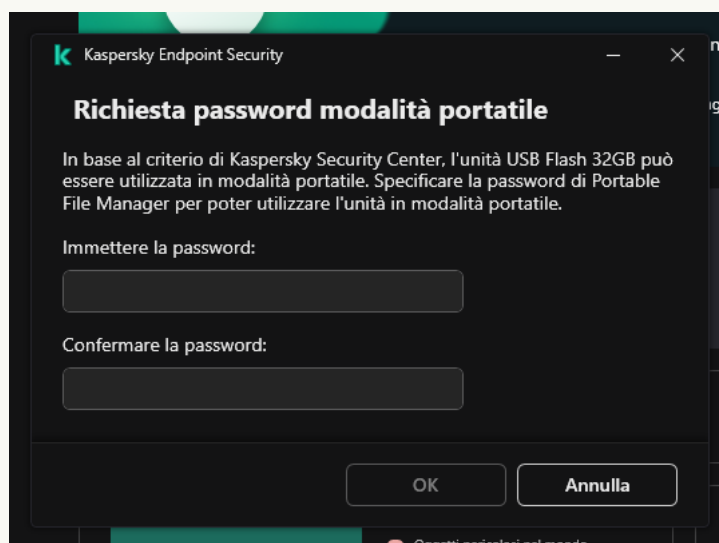 Kaspersky Endpoint Security
Richiesta password modalità portatile
In base al criterio di Kaspersky Security Center, l'unità USB Flash 32GB può
essere utilizzata in modalità portatile. Specificare la password di Portable
File Manager per poter utilizzare l'unità in modalità portatile.
Immettere la password:
Confermare la password:
OK
Annulla